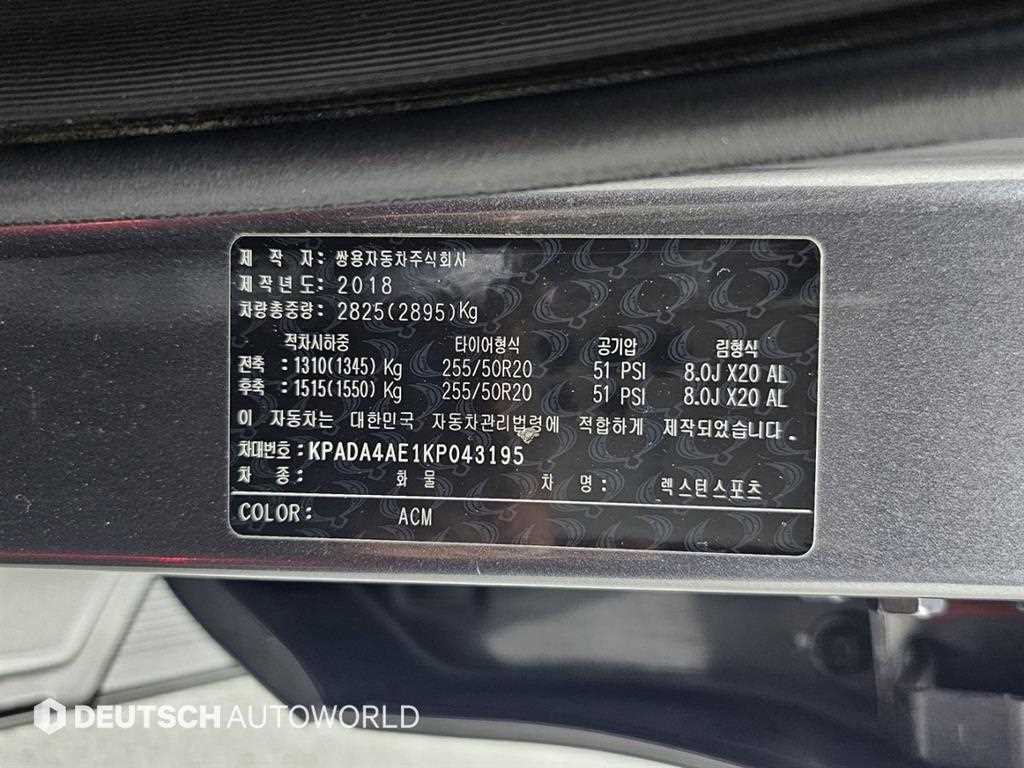 제 작 자: 쌍용자동차주식회사
제작년도: 2018
차량총중량: 2825(2895)Kg
적차시하중 타이어형식 공기압 림형식
전축: 1310(1345) Kg 255/50R20 51 PSI 8.0J X20 AL
후축: 1515(1550) Kg 255/50R20 51 PSI 8.0J X20 AL
이 자동차는 대한민국 자동차관리법령에 적합하게 제작되었습니다.
차대번호: KPADA4AE1KP043195
차 종: 화 물 차 명: 렉스턴스포츠
COLOR: ACM
DEUTSCH AUTOWORLD